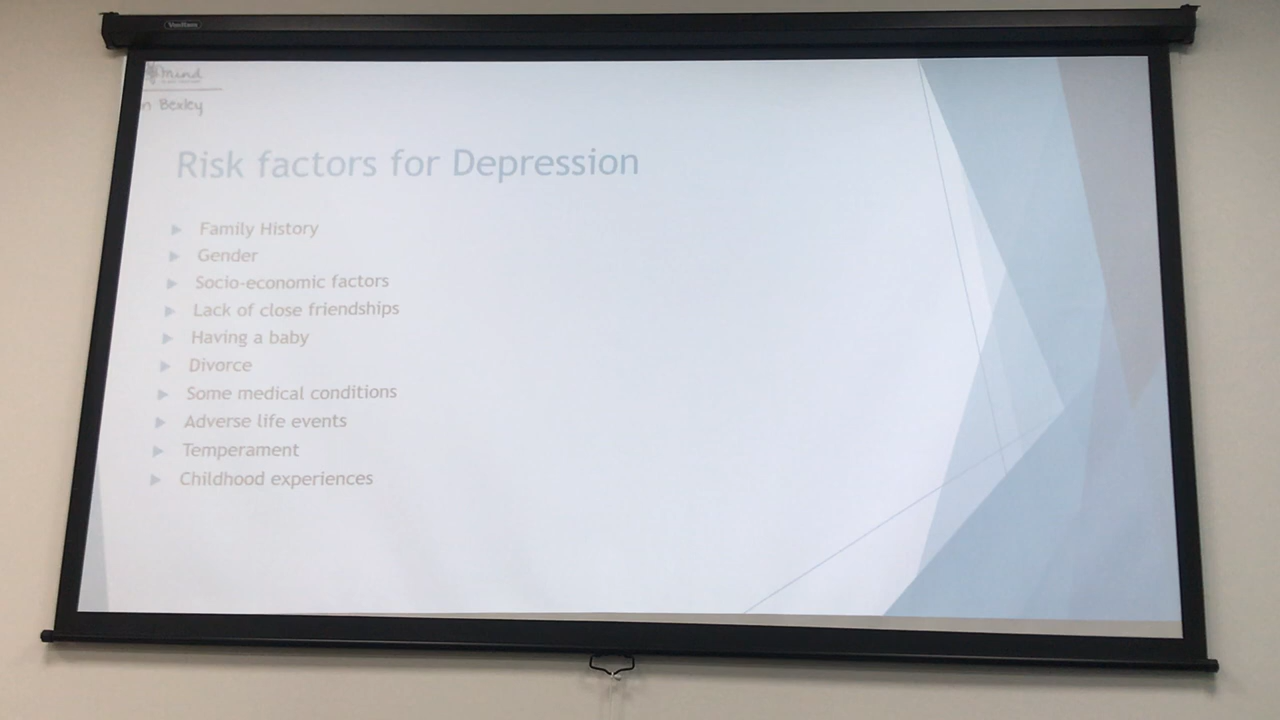 mind
n Bexley
Risk factors for Depression
Family History
Gender
Socio-economic factors
Lack of close friendships
Having a baby
Divorce
Some medical conditions
Adverse life events
Temperament
Childhood experiences